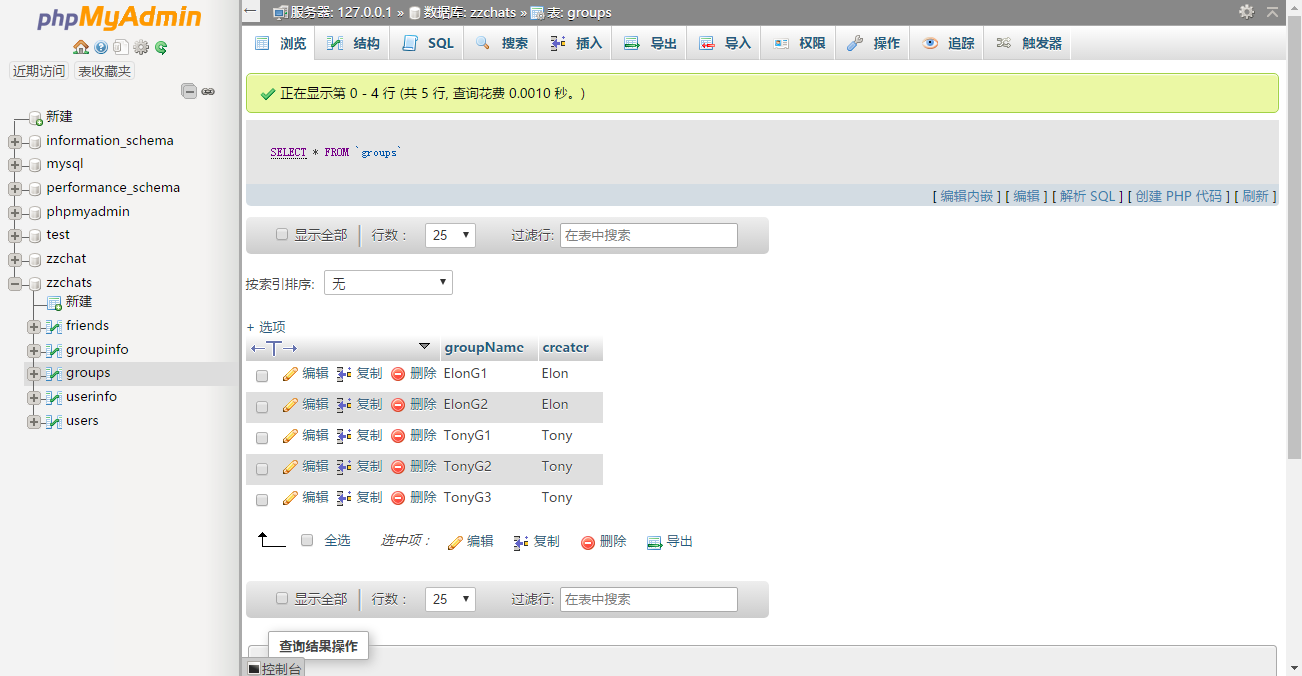 phpMyAdmin
近期访问 表收藏夹
新建
information_schema
mysql
performance_schema
phpmyadmin
test
zzchat
zzchats
新建
friends
groupinfo
groups
userinfo
users
服务器: 127.0.0.1 » 数据库: zzchats » 表: groups
浏览 结构 SQL 搜索 插入 导出 导入 权限 操作 追踪 触发器
正在显示第 0 - 4 行 (共 5 行, 查询花费 0.0010 秒。)
SELECT * FROM `groups`
[ 编辑内嵌 ] [ 编辑 ] [ 解析 SQL ] [ 创建 PHP 代码 ] [ 刷新 ]
显示全部 行数： 25 过滤行: 在表中搜索
按索引排序: 无
+ 选项
←T→ groupName creater
编辑 复制 删除 ElonG1 Elon
编辑 复制 删除 ElonG2 Elon
编辑 复制 删除 TonyG1 Tony
编辑 复制 删除 TonyG2 Tony
编辑 复制 删除 TonyG3 Tony
全选 选中项： 编辑 复制 删除 导出
显示全部 行数： 25 过滤行: 在表中搜索
查询结果操作
控制台